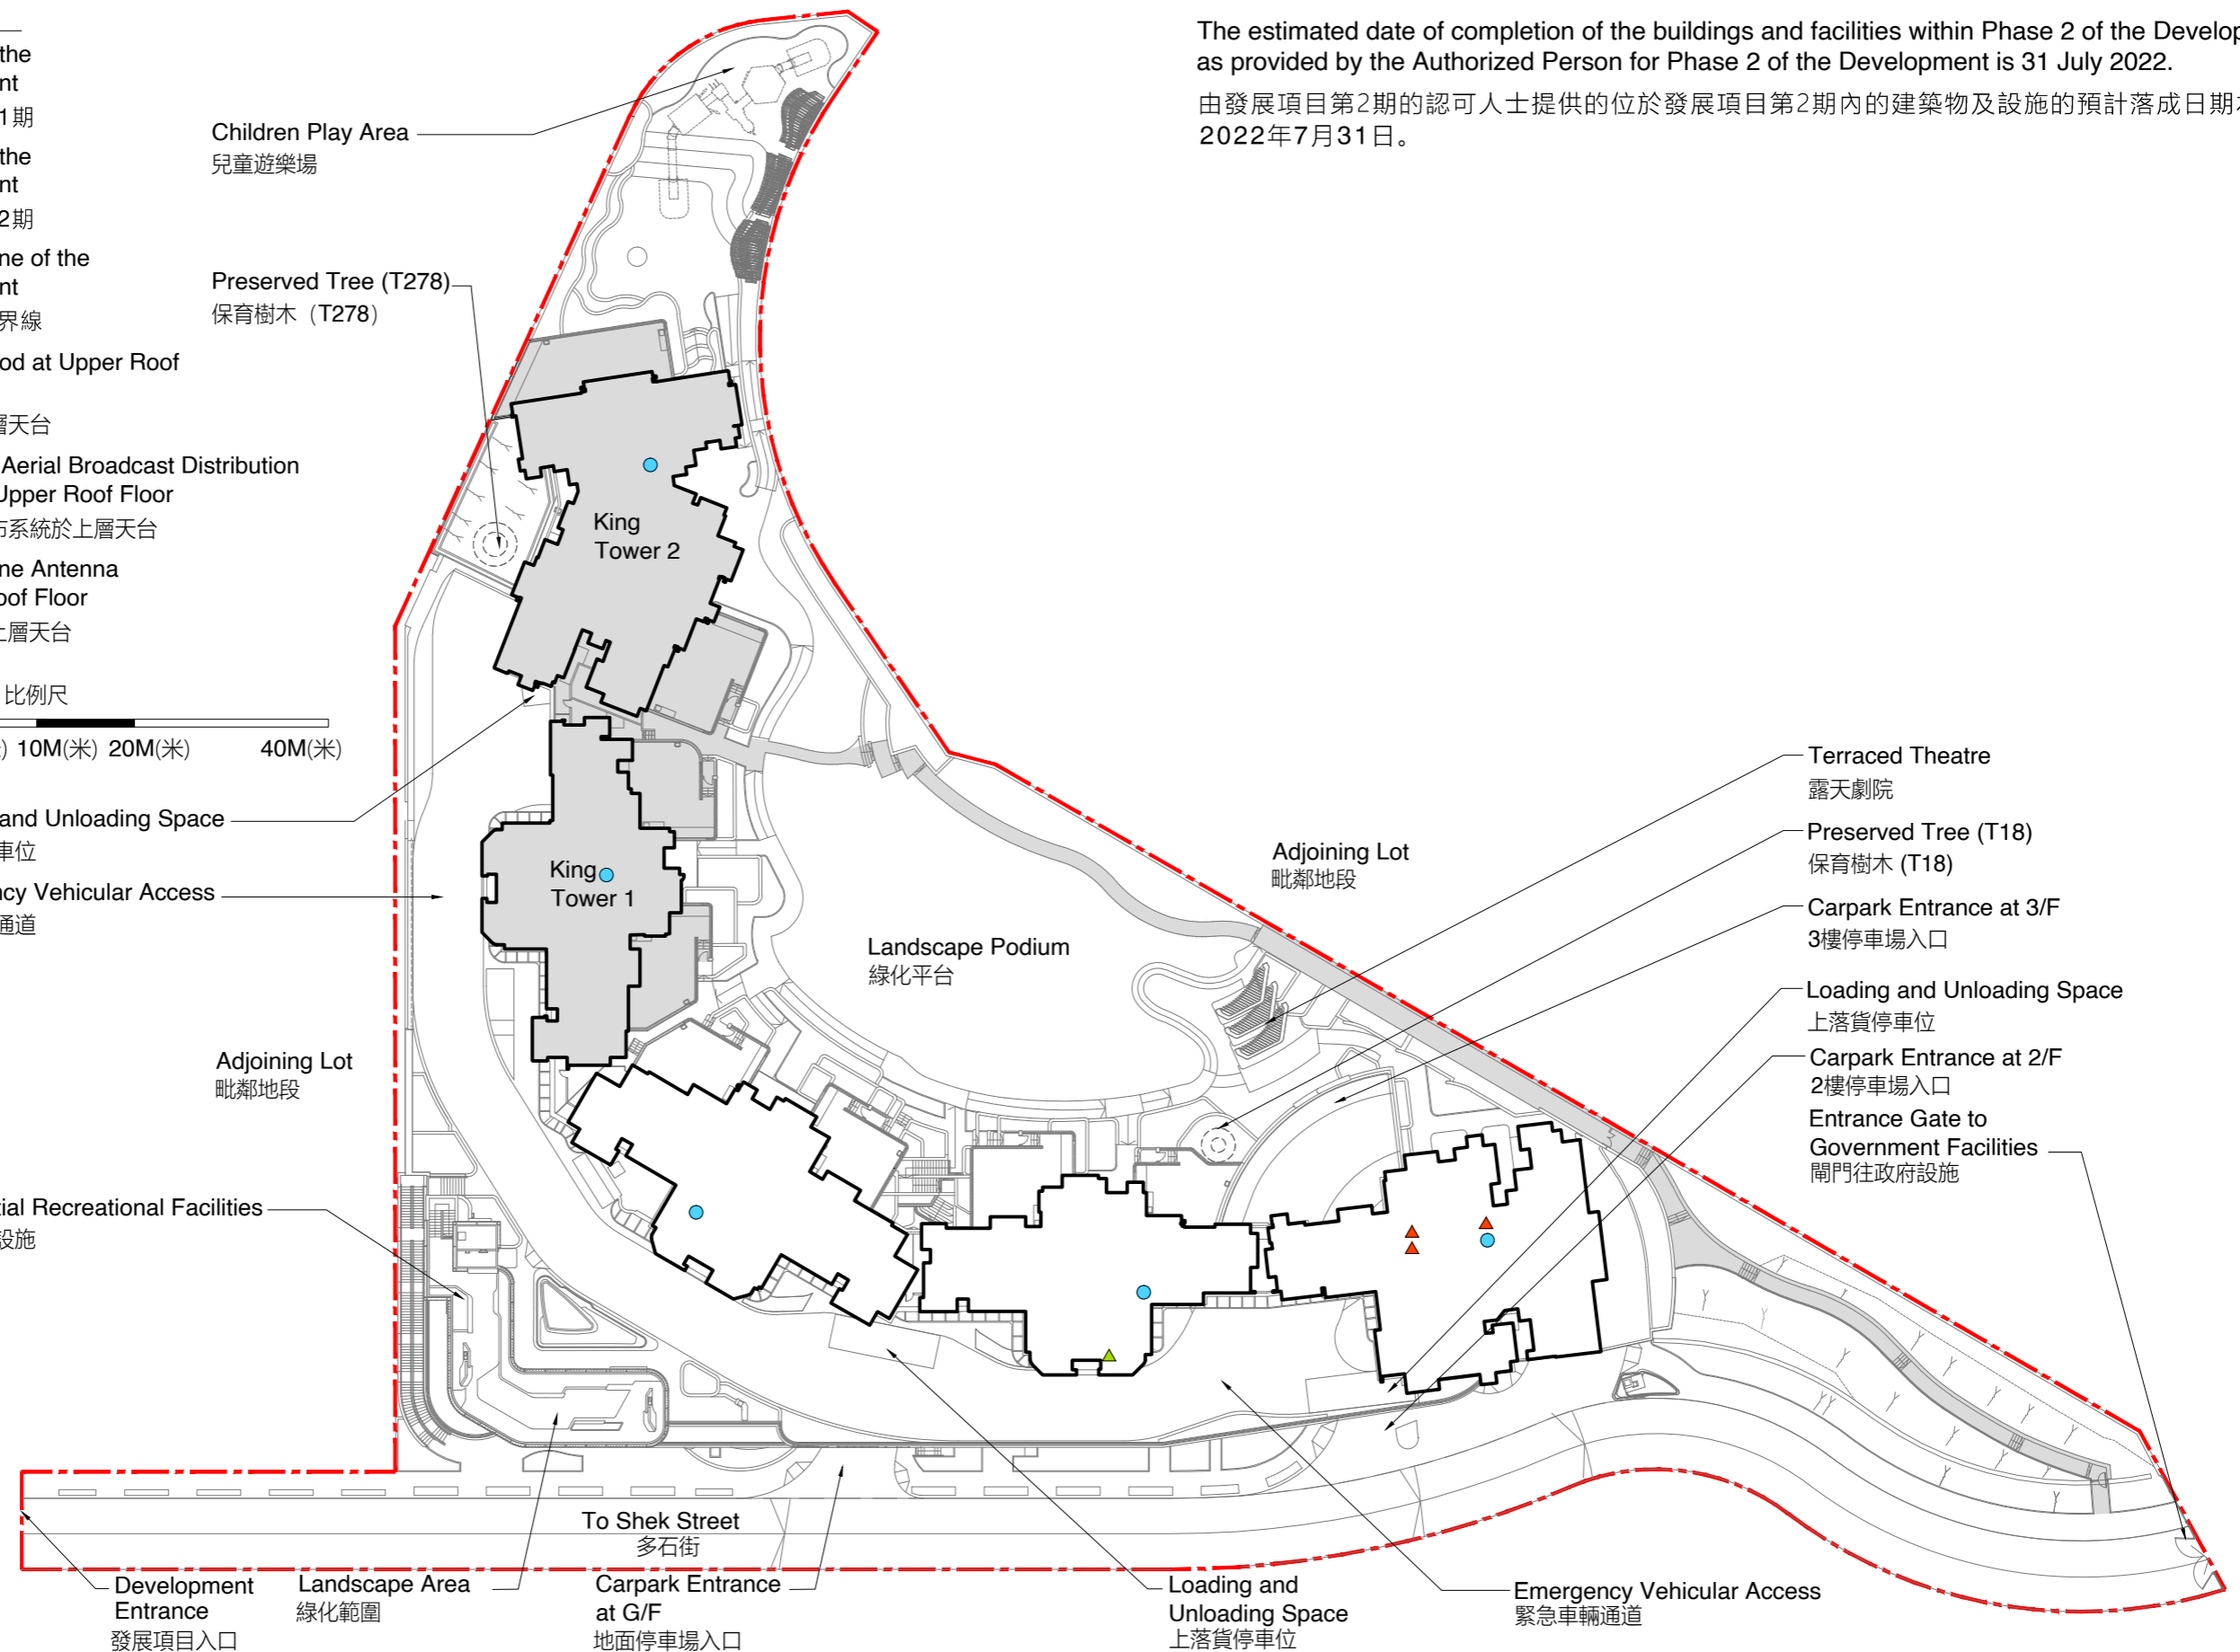 the
nt
1期
the
nt
2期
ne of the
nt
界線
od at Upper Roof
層天台
Aerial Broadcast Distribution
Upper Roof Floor
布系統於上層天台
ne Antenna
oof Floor
上層天台
比例尺
10M(米) 20M(米) 40M(米)
and Unloading Space
車位
ncy Vehicular Access
通道
Adjoining Lot
毗鄰地段
tial Recreational Facilities
設施
Children Play Area
兒童遊樂場
Preserved Tree (T278)
保育樹木（T278）
The estimated date of completion of the buildings and facilities within Phase 2 of the Develop
as provided by the Authorized Person for Phase 2 of the Development is 31 July 2022.
由發展項目第2期的認可人士提供的位於發展項目第2期內的建築物及設施的預計落成日期
2022年7月31日。
King
Tower 2
King
Tower 1
Landscape Podium
綠化平台
Adjoining Lot
毗鄰地段
Terraced Theatre
露天劇院
Preserved Tree (T18)
保育樹木 (T18)
Carpark Entrance at 3/F
3樓停車場入口
Loading and Unloading Space
上落貨停車位
Carpark Entrance at 2/F
2樓停車場入口
Entrance Gate to
Government Facilities
閘門往政府設施
To Shek Street
多石街
Development
Entrance
發展項目入口
Landscape Area
綠化範圍
Carpark Entrance
at G/F
地面停車場入口
Loading and
Unloading Space
上落貨停車位
Emergency Vehicular Access
緊急車輛通道